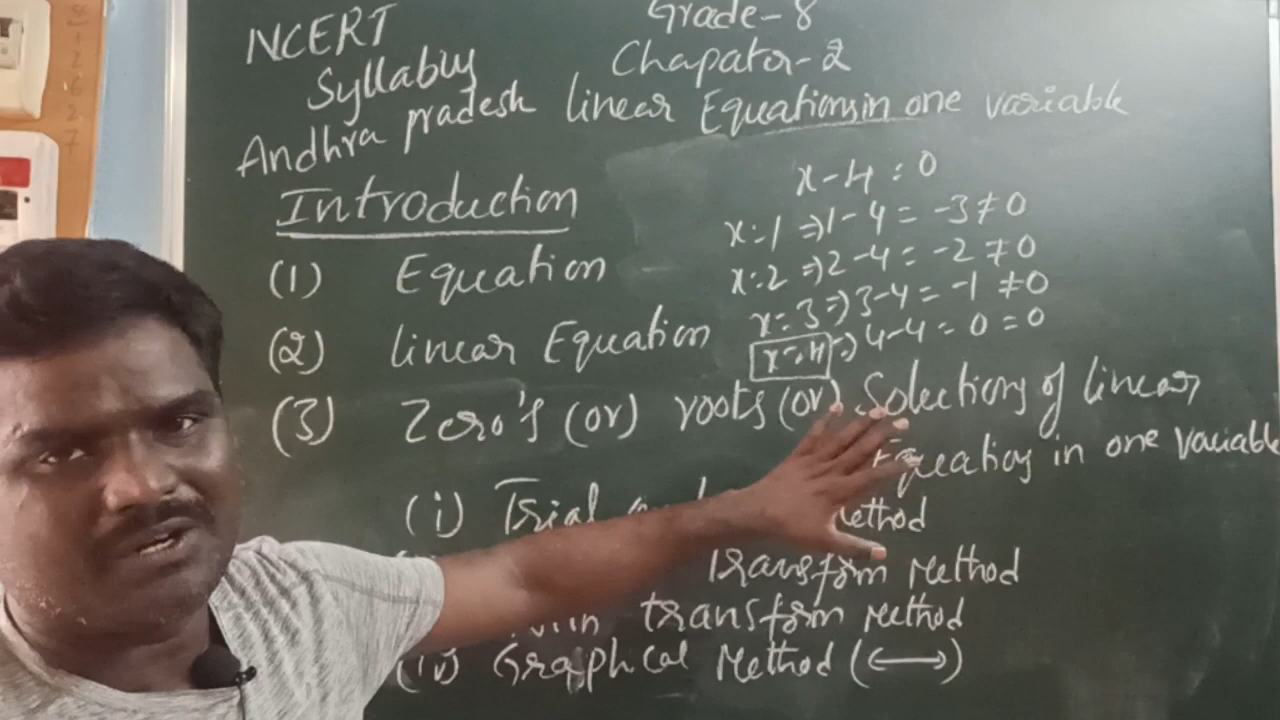 NCERT
Grade-8
Syllabus
Chapator-2
Andhra pradesh linear Equations in one variable
Introduction
x-4=0
x=1 ⇒ 1-4 = -3≠0
(1) Equation
x=2 ⇒ 2-4 = -2 ≠0
x=3 ⇒ 3-4 = -1 ≠0
(2) linear Equation
x=4 ⇒ 4-4 = 0 = 0
(3) Zero's (or) roots (or) Solections of linear
Equations in one variable
(i) Trial
Method
transform Method
transform Method
(iv) Graphical Method (↔)